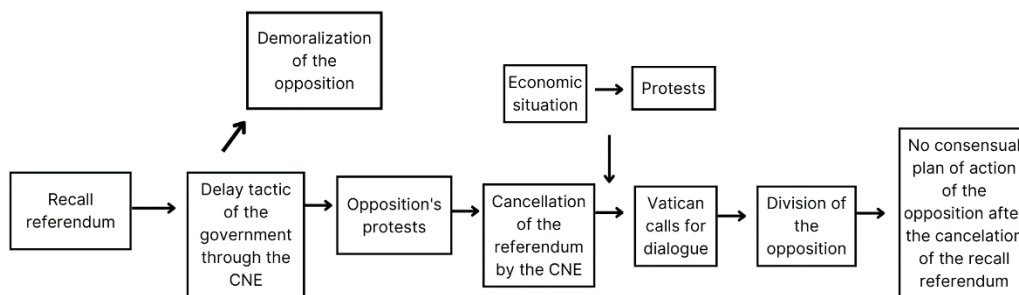 Demoralization
of the
opposition
Economic
situation
Protests
Recall
referendum
Delay tactic
of the
government
through the
CNE
Opposition's
protests
Cancellation
of the
referendum
by the CNE
Vatican
calls for
dialogue
Division of
the
opposition
No consensual
plan of action
of the
opposition after
the cancelation
of the recall
referendum